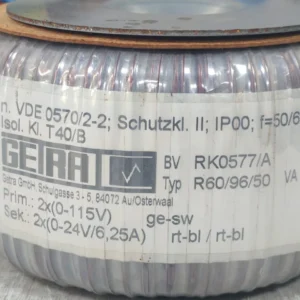 n. VDE 0570/2-2; Schutzkl. II; IP00; f=50/6
Isol. Kl. T40/B
GETRA BV RK0577/A
Getra GmbH, Schulgasse 3 - 5, 84072 Au/Osterwaal Typ R60/96/50 VA
Prim.: 2x(0-115V) ge-sw
Sek.: 2x(0-24V/6,25A) rt-bl / rt-bl